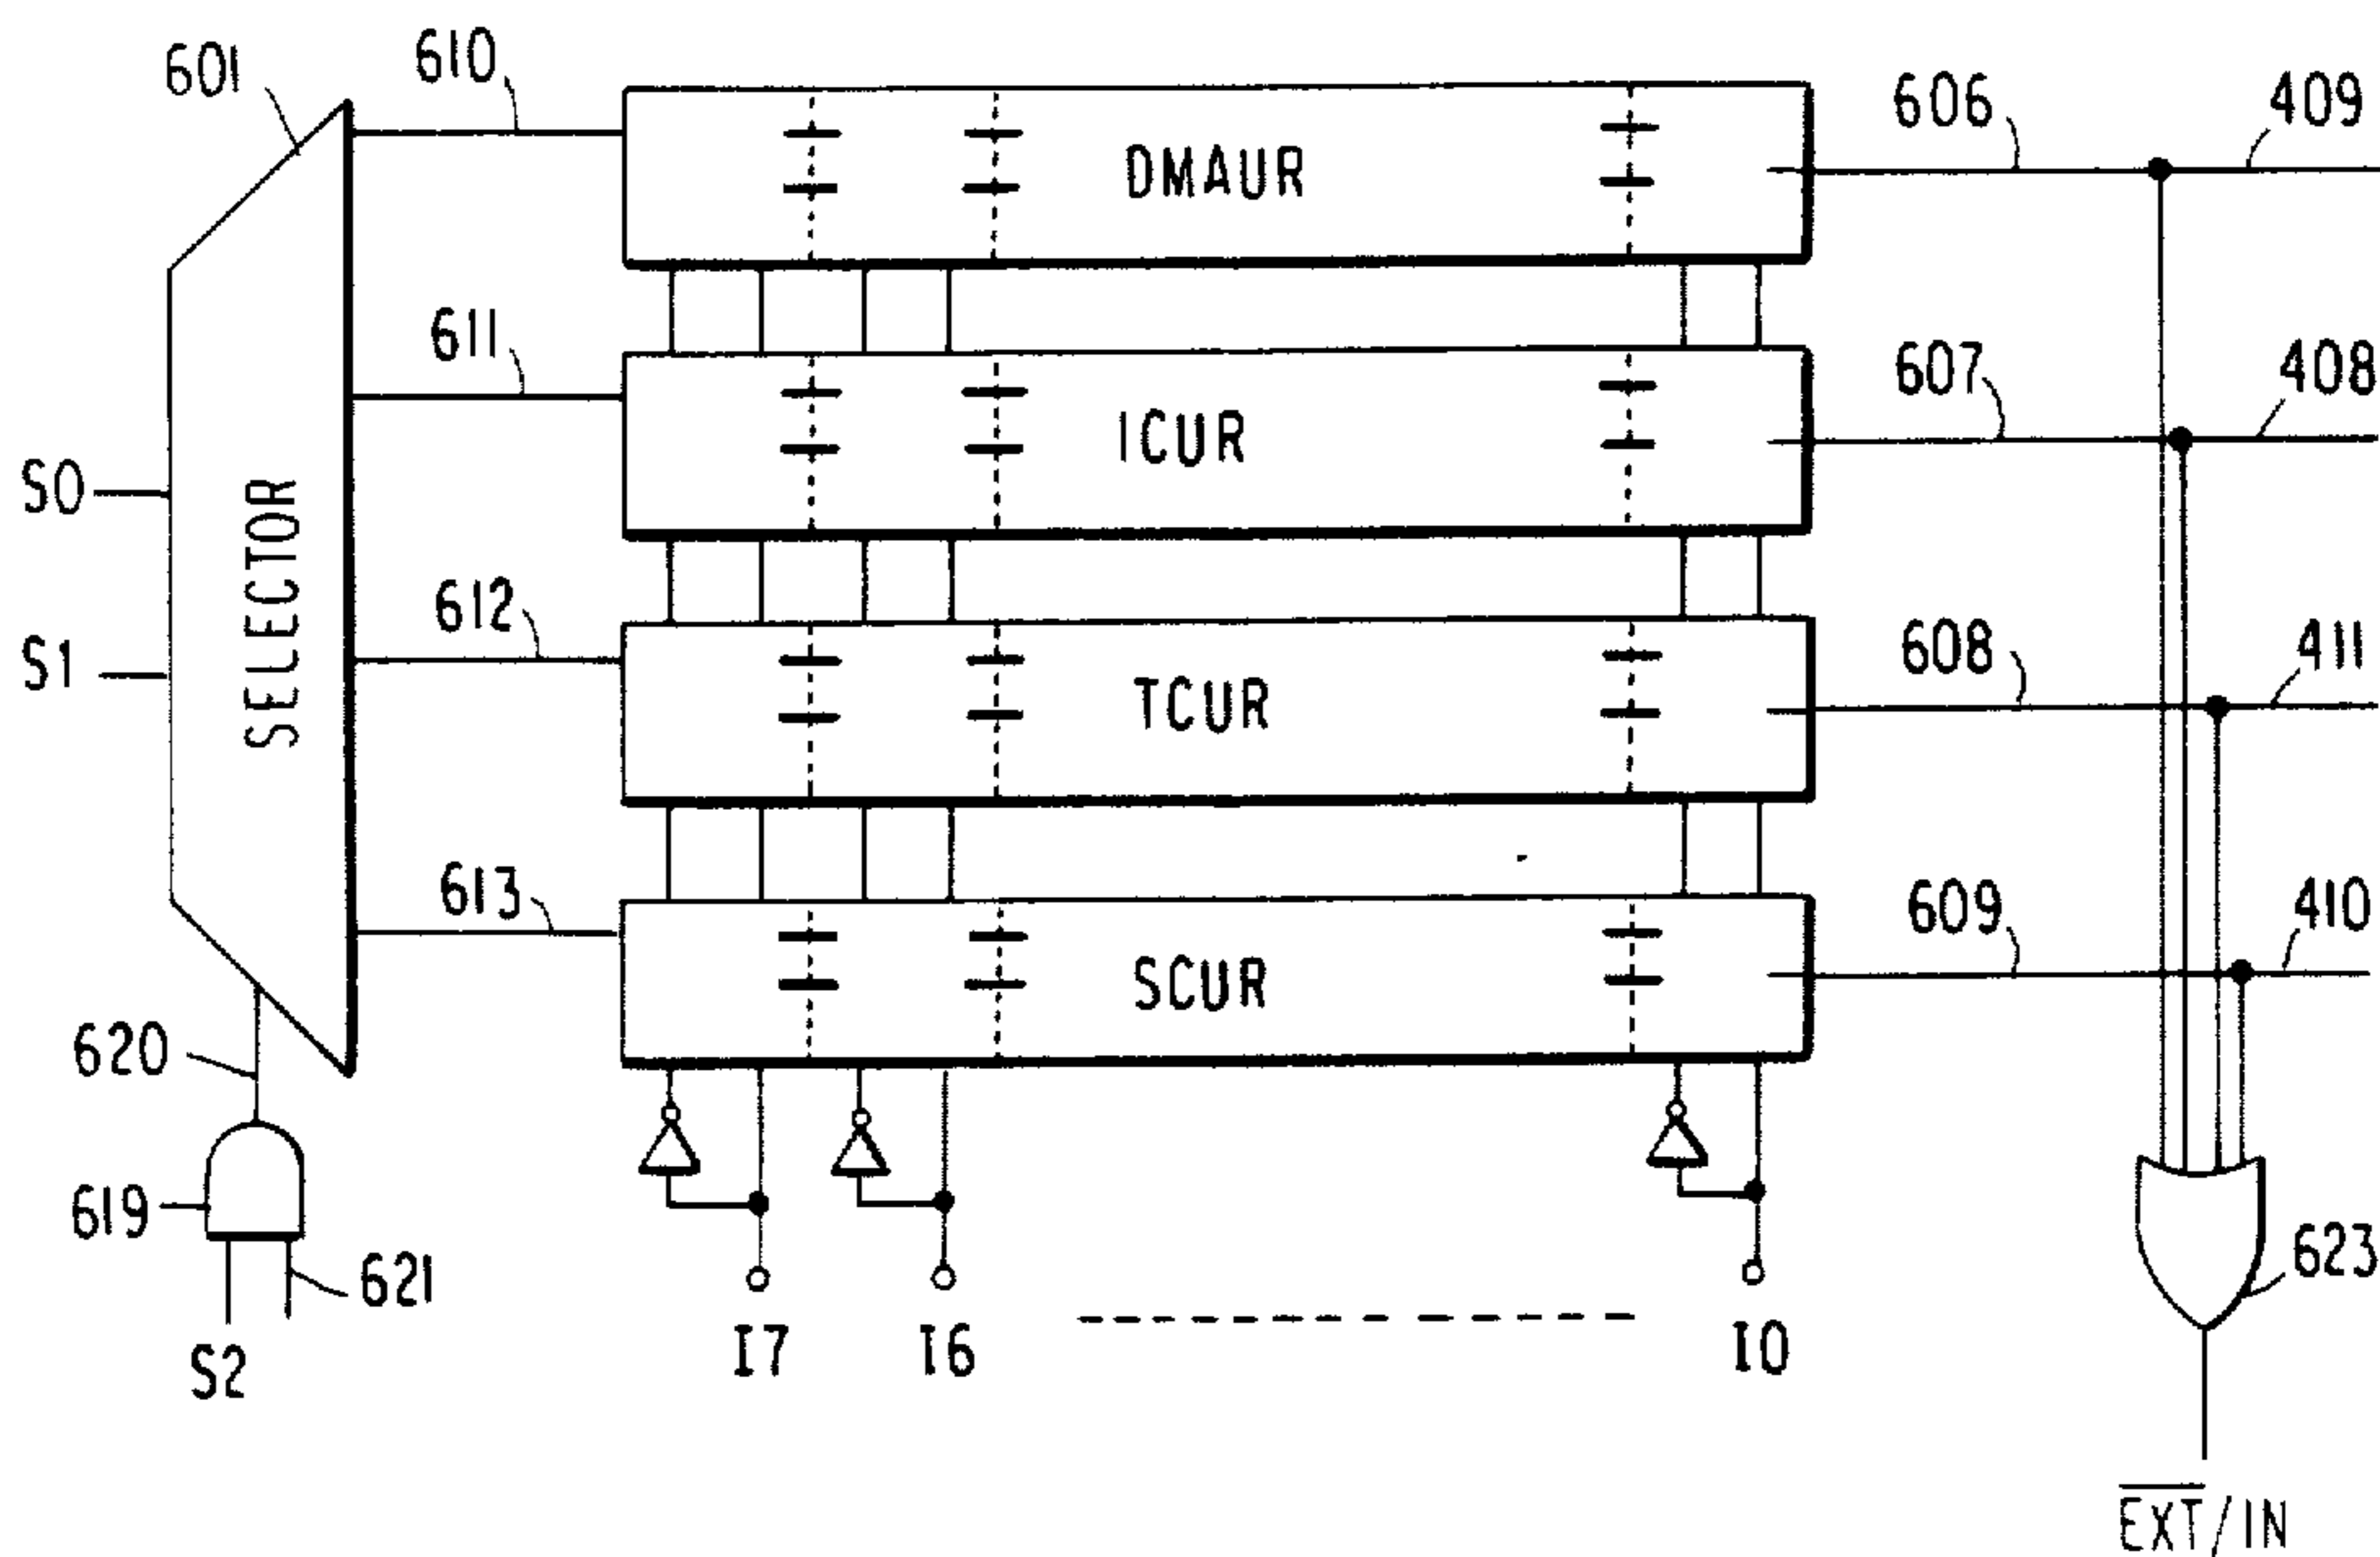 601
610
606
409
DMAUR
611
607
408
ICUR
S0
SELECTOR
612
608
411
S1
TCUR
613
609
410
SCUR
620
619
621
623
S2
I7
I6
I0
EXT/IN